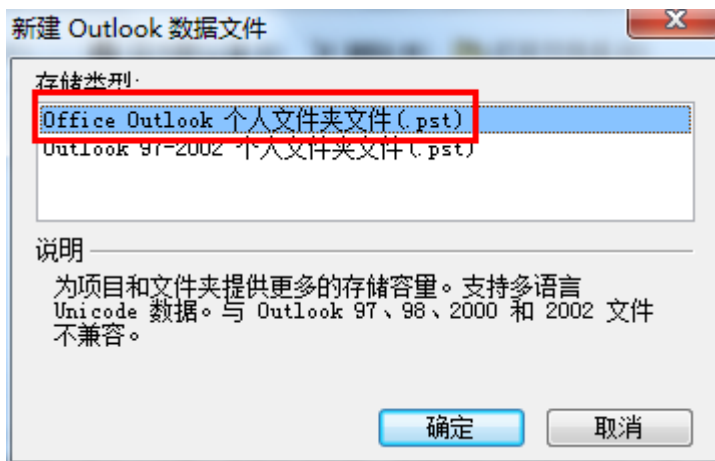 新建 Outlook 数据文件
存储类型:
Office Outlook 个人文件夹文件(.pst)
Outlook 97-2002 个人文件夹文件(.pst)
说明
为项目和文件夹提供更多的存储容量。支持多语言
Unicode 数据。与 Outlook 97、98、2000 和 2002 文件
不兼容。
确定
取消